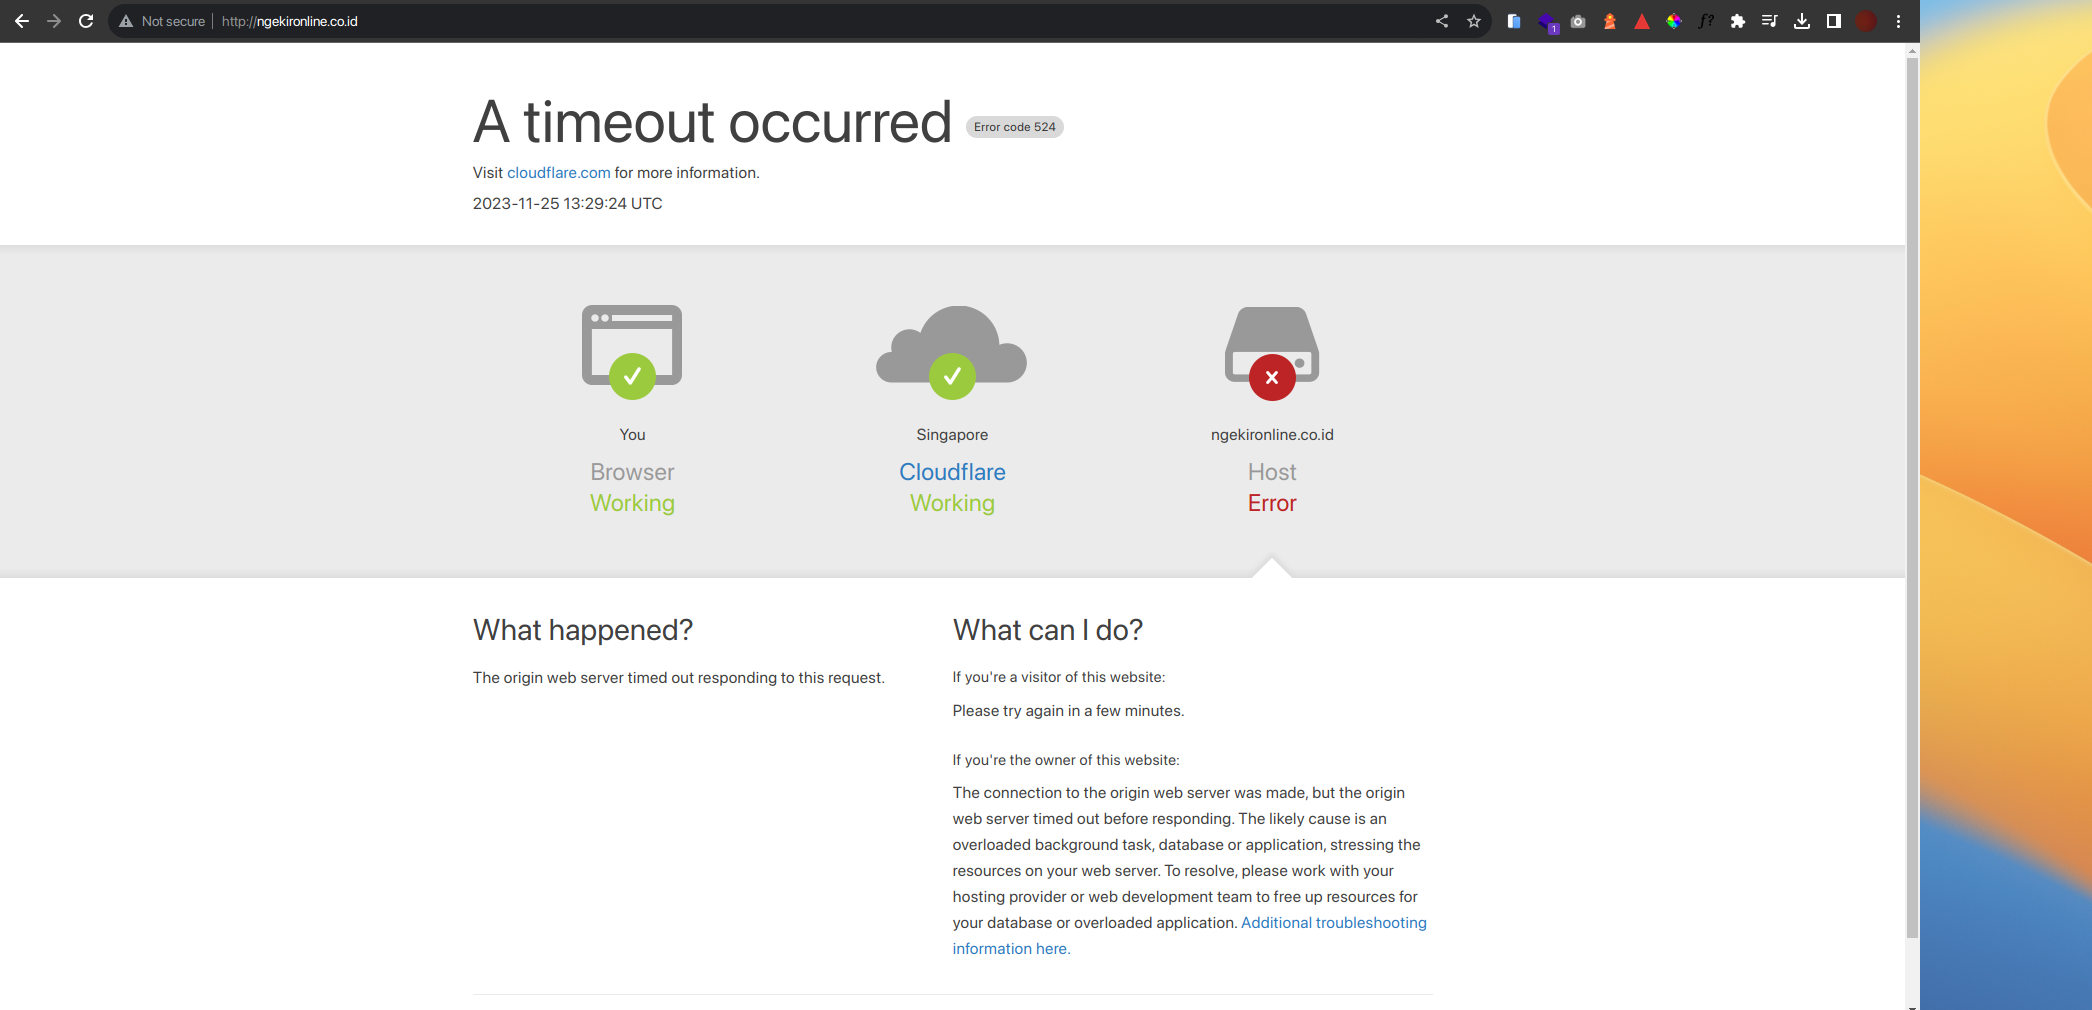 Not secure
http://ngekironline.co.id
1
f?
A timeout occurred Error code 524
Visit cloudflare.com for more information.
2023-11-25 13:29:24 UTC
You
Browser
Working
Singapore
Cloudflare
Working
ngekironline.co.id
Host
Error
What happened?
The origin web server timed out responding to this request.
What can I do?
If you're a visitor of this website:
Please try again in a few minutes.
If you're the owner of this website:
The connection to the origin web server was made, but the origin
web server timed out before responding. The likely cause is an
overloaded background task, database or application, stressing the
resources on your web server. To resolve, please work with your
hosting provider or web development team to free up resources for
your database or overloaded application. Additional troubleshooting
information here.